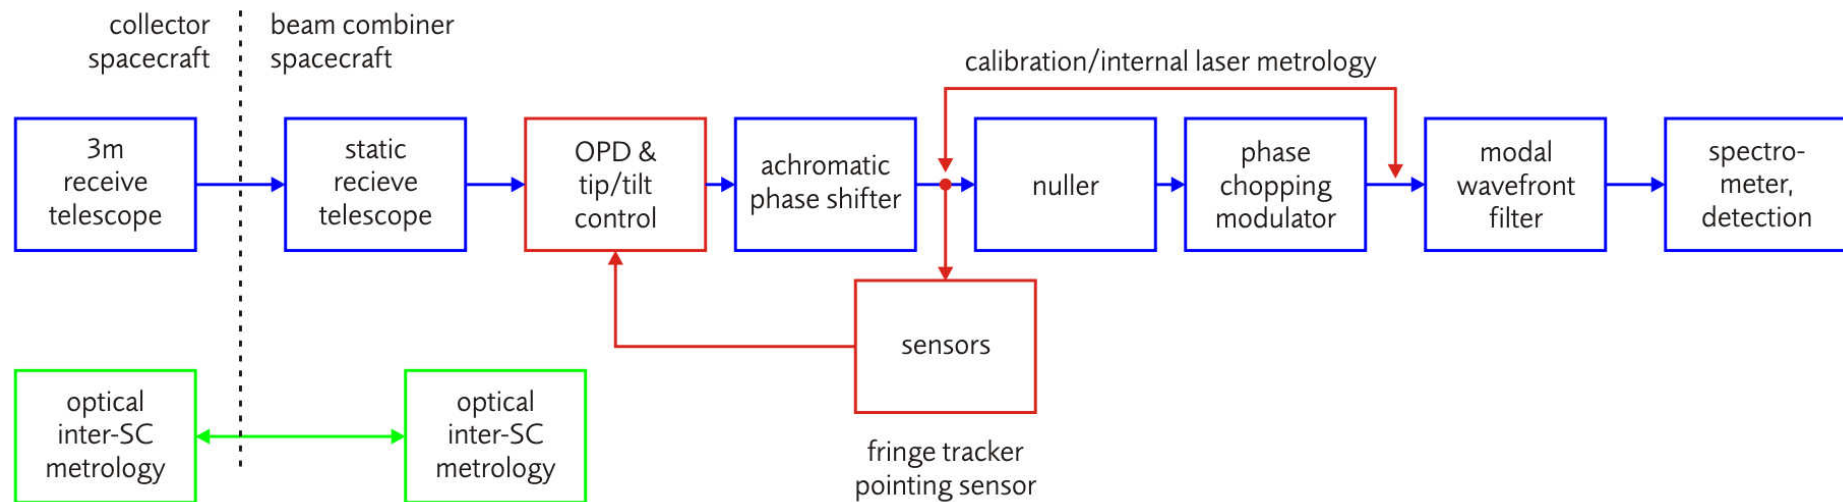 collector
spacecraft
beam combiner
spacecraft
calibration/internal laser metrology
3m
receive
telescope
static
recieve
telescope
OPD &
tip/tilt
control
achromatic
phase shifter
nuller
phase
chopping
modulator
modal
wavefront
filter
spectro-
meter,
detection
sensors
optical
inter-SC
metrology
optical
inter-SC
metrology
fringe tracker
pointing sensor